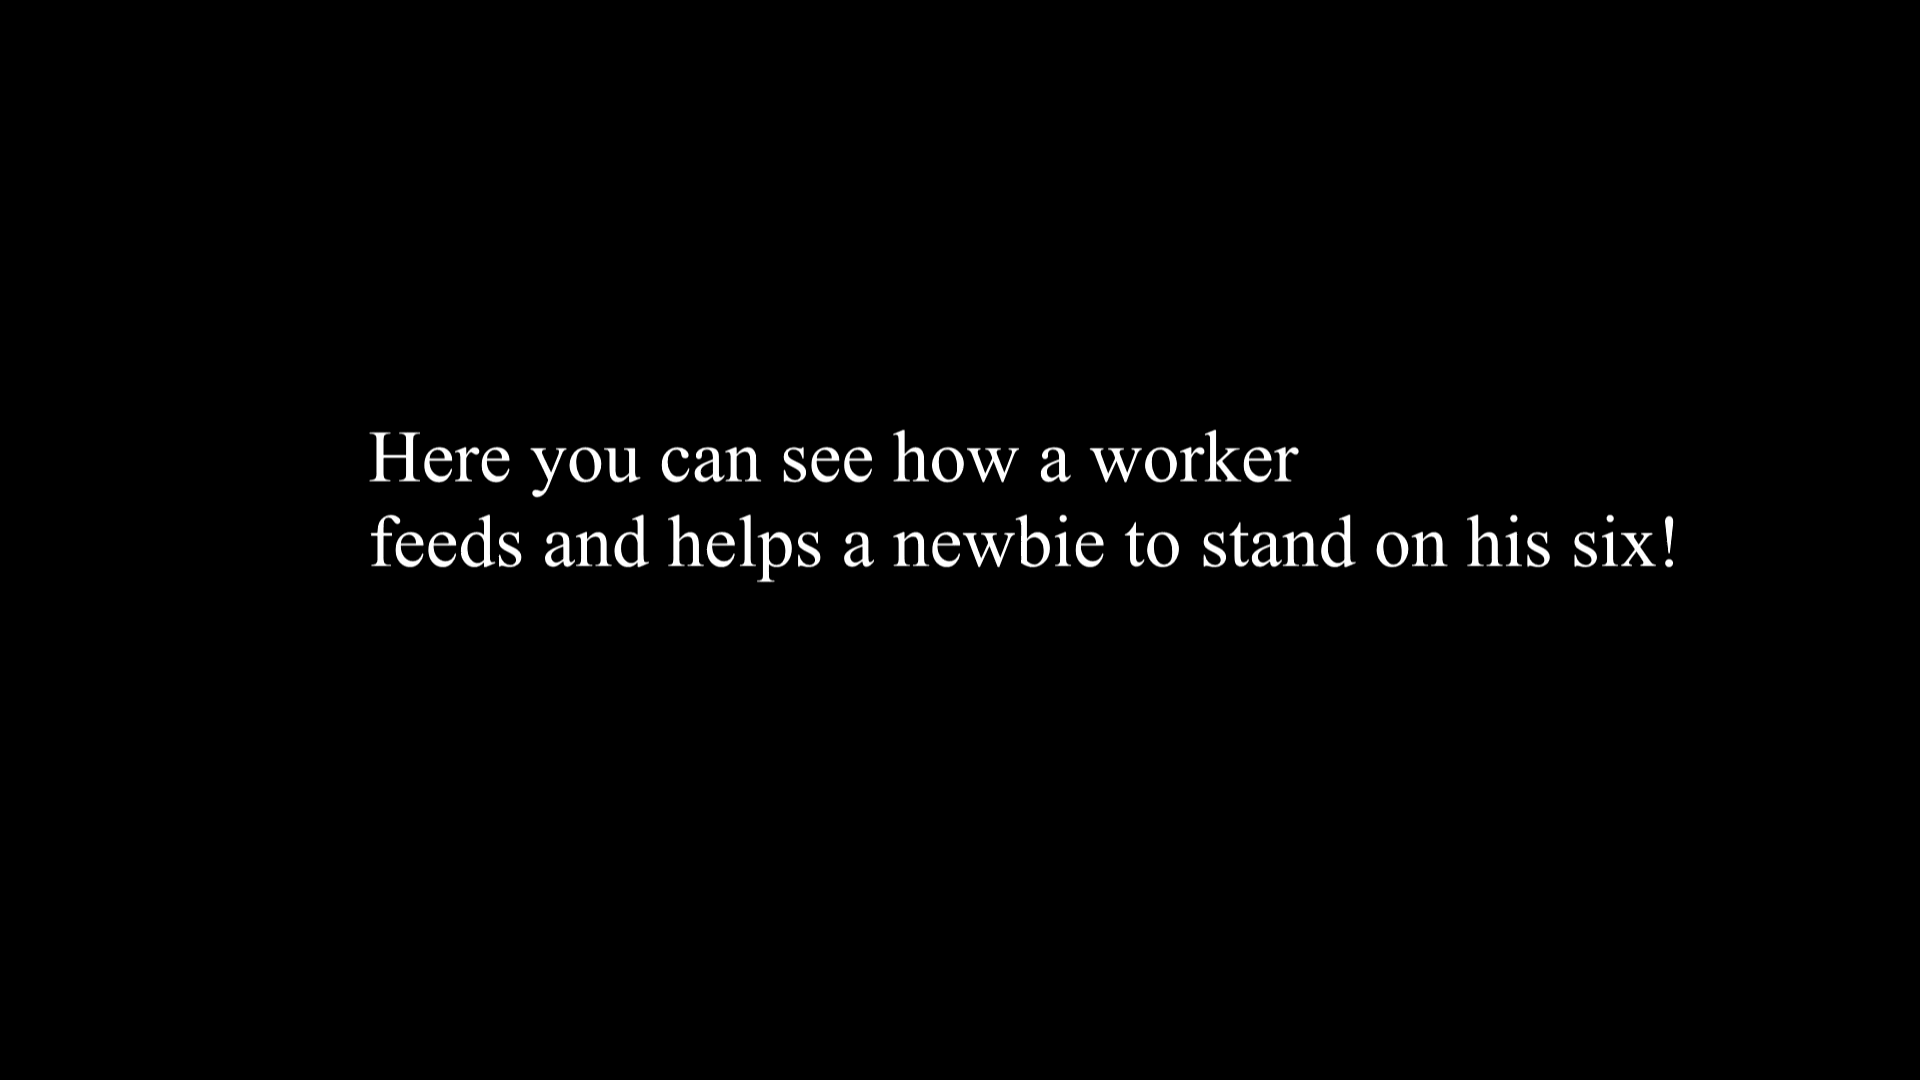 Here you can see how a worker
feeds and helps a newbie to stand on his six!